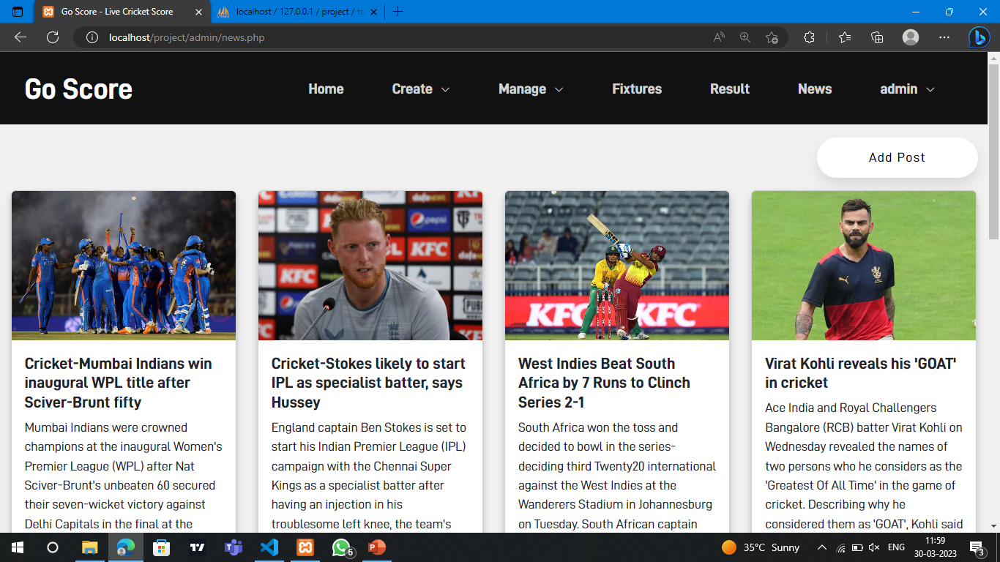 Go Score - Live Cricket Score
localhost / 127.0.0.1 / project / te
localhost/project/admin/news.php
Go Score
Home
Create
Manage
Fixtures
Result
News
admin
Add Post
KFC
pepsi
KFC
KFC
KFC
KFC
Cricket-Mumbai Indians win
inaugural WPL title after
Sciver-Brunt fifty
Mumbai Indians were crowned
champions at the inaugural Women's
Premier League (WPL) after Nat
Sciver-Brunt's unbeaten 60 secured
their seven-wicket victory against
Delhi Capitals in the final at the
Cricket-Stokes likely to start
IPL as specialist batter, says
Hussey
England captain Ben Stokes is set to
start his Indian Premier League (IPL)
campaign with the Chennai Super
Kings as a specialist batter after
having an injection in his
troublesome left knee, the team's
West Indies Beat South
Africa by 7 Runs to Clinch
Series 2-1
South Africa won the toss and
decided to bowl in the series-
deciding third Twenty20 international
against the West Indies at the
Wanderers Stadium in Johannesburg
on Tuesday. South African captain
Virat Kohli reveals his 'GOAT'
in cricket
Ace India and Royal Challengers
Bangalore (RCB) batter Virat Kohli on
Wednesday revealed the names of
two persons who he considers as the
'Greatest Of All Time' in the game of
cricket. Describing why he
considered them as 'GOAT', Kohli said
6
35°C Sunny
ENG
11:59
30-03-2023
3